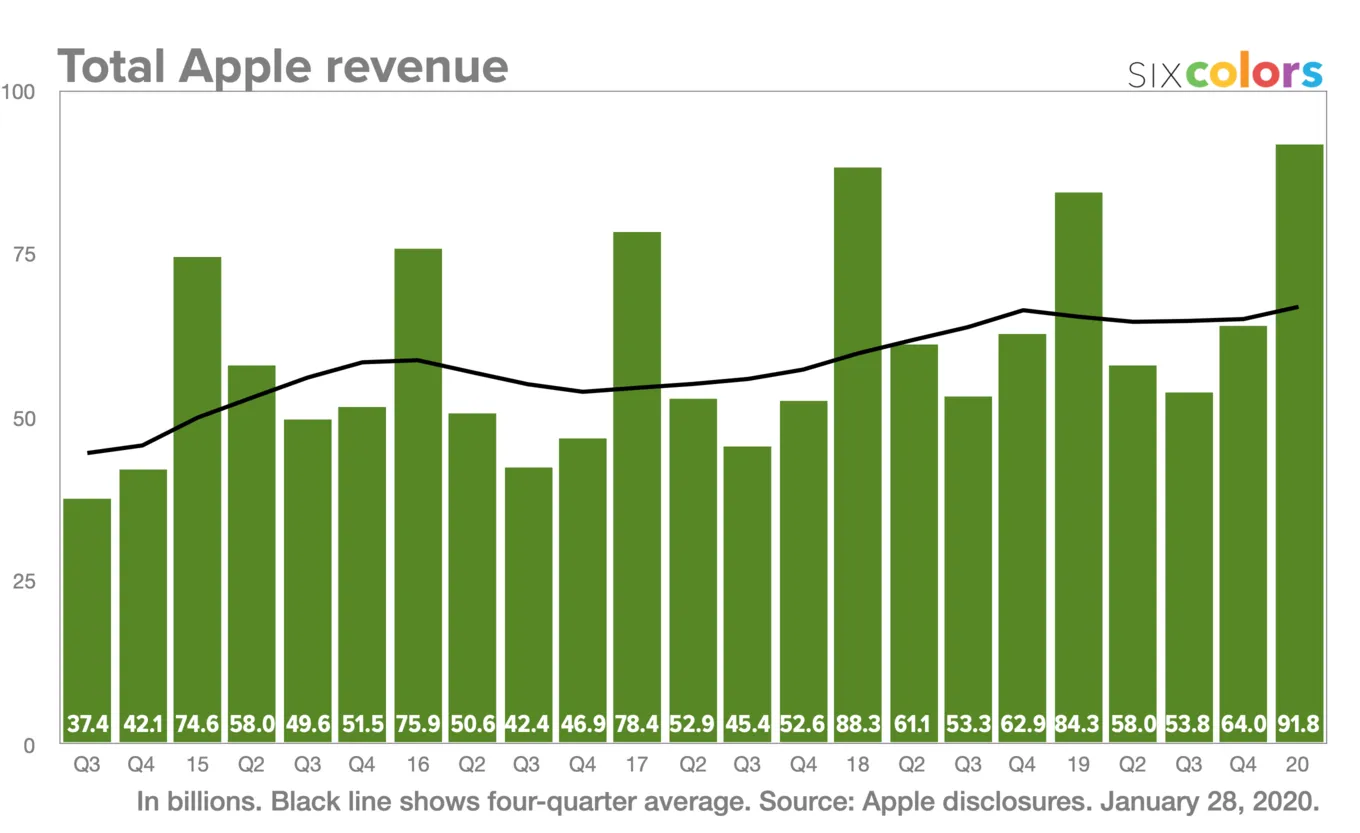 Total Apple revenue
SIXcolors
100
75
50
25
0
37.4 42.1 74.6 58.0 49.6 51.5 75.9 50.6 42.4 46.9 78.4 52.9 45.4 52.6 88.3 61.1 53.3 62.9 84.3 58.0 53.8 64.0 91.8
Q3 Q4 15 Q2 Q3 Q4 16 Q2 Q3 Q4 17 Q2 Q3 Q4 18 Q2 Q3 Q4 19 Q2 Q3 Q4 20
In billions. Black line shows four-quarter average. Source: Apple disclosures. January 28, 2020.